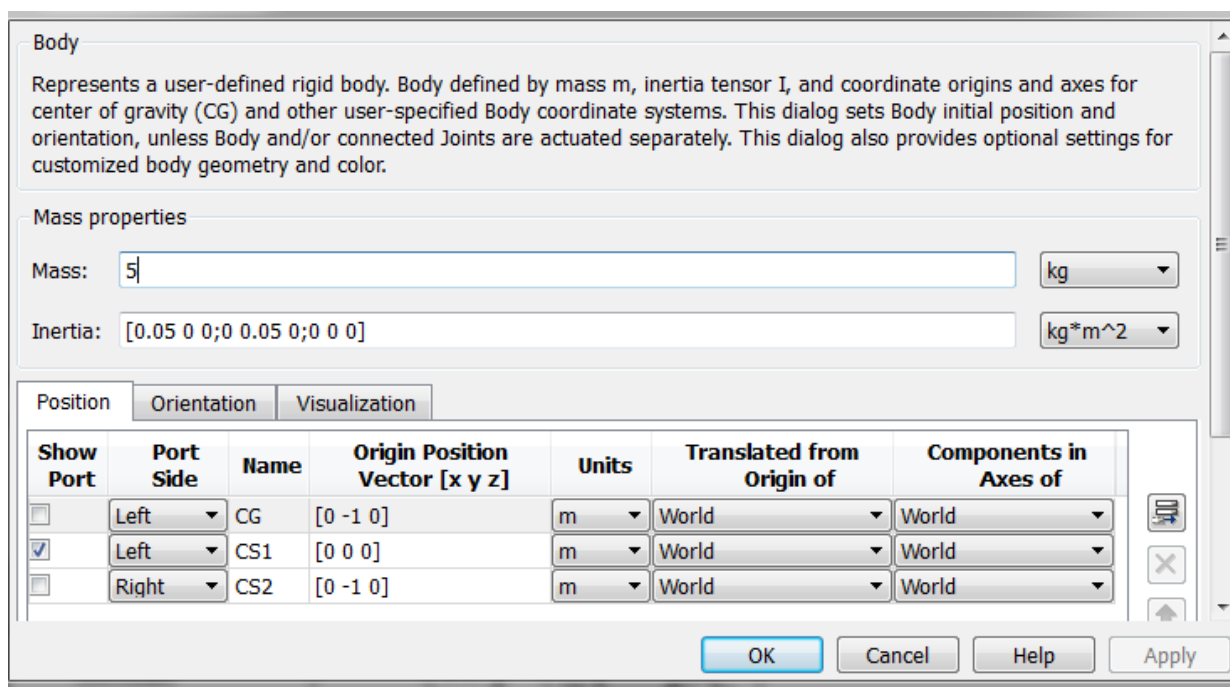 Body
Represents a user-defined rigid body. Body defined by mass m, inertia tensor I, and coordinate origins and axes for
center of gravity (CG) and other user-specified Body coordinate systems. This dialog sets Body initial position and
orientation, unless Body and/or connected Joints are actuated separately. This dialog also provides optional settings for
customized body geometry and color.
Mass properties
Mass: 5 kg
Inertia: [0.05 0 0;0 0.05 0;0 0 0] kg*m^2
Position Orientation Visualization
Show Port Port Side Name Origin Position Vector [x y z] Units Translated from Origin of Components in Axes of
Left CG [0 -1 0] m World World
Left CS1 [0 0 0] m World World
Right CS2 [0 -1 0] m World World
OK Cancel Help Apply